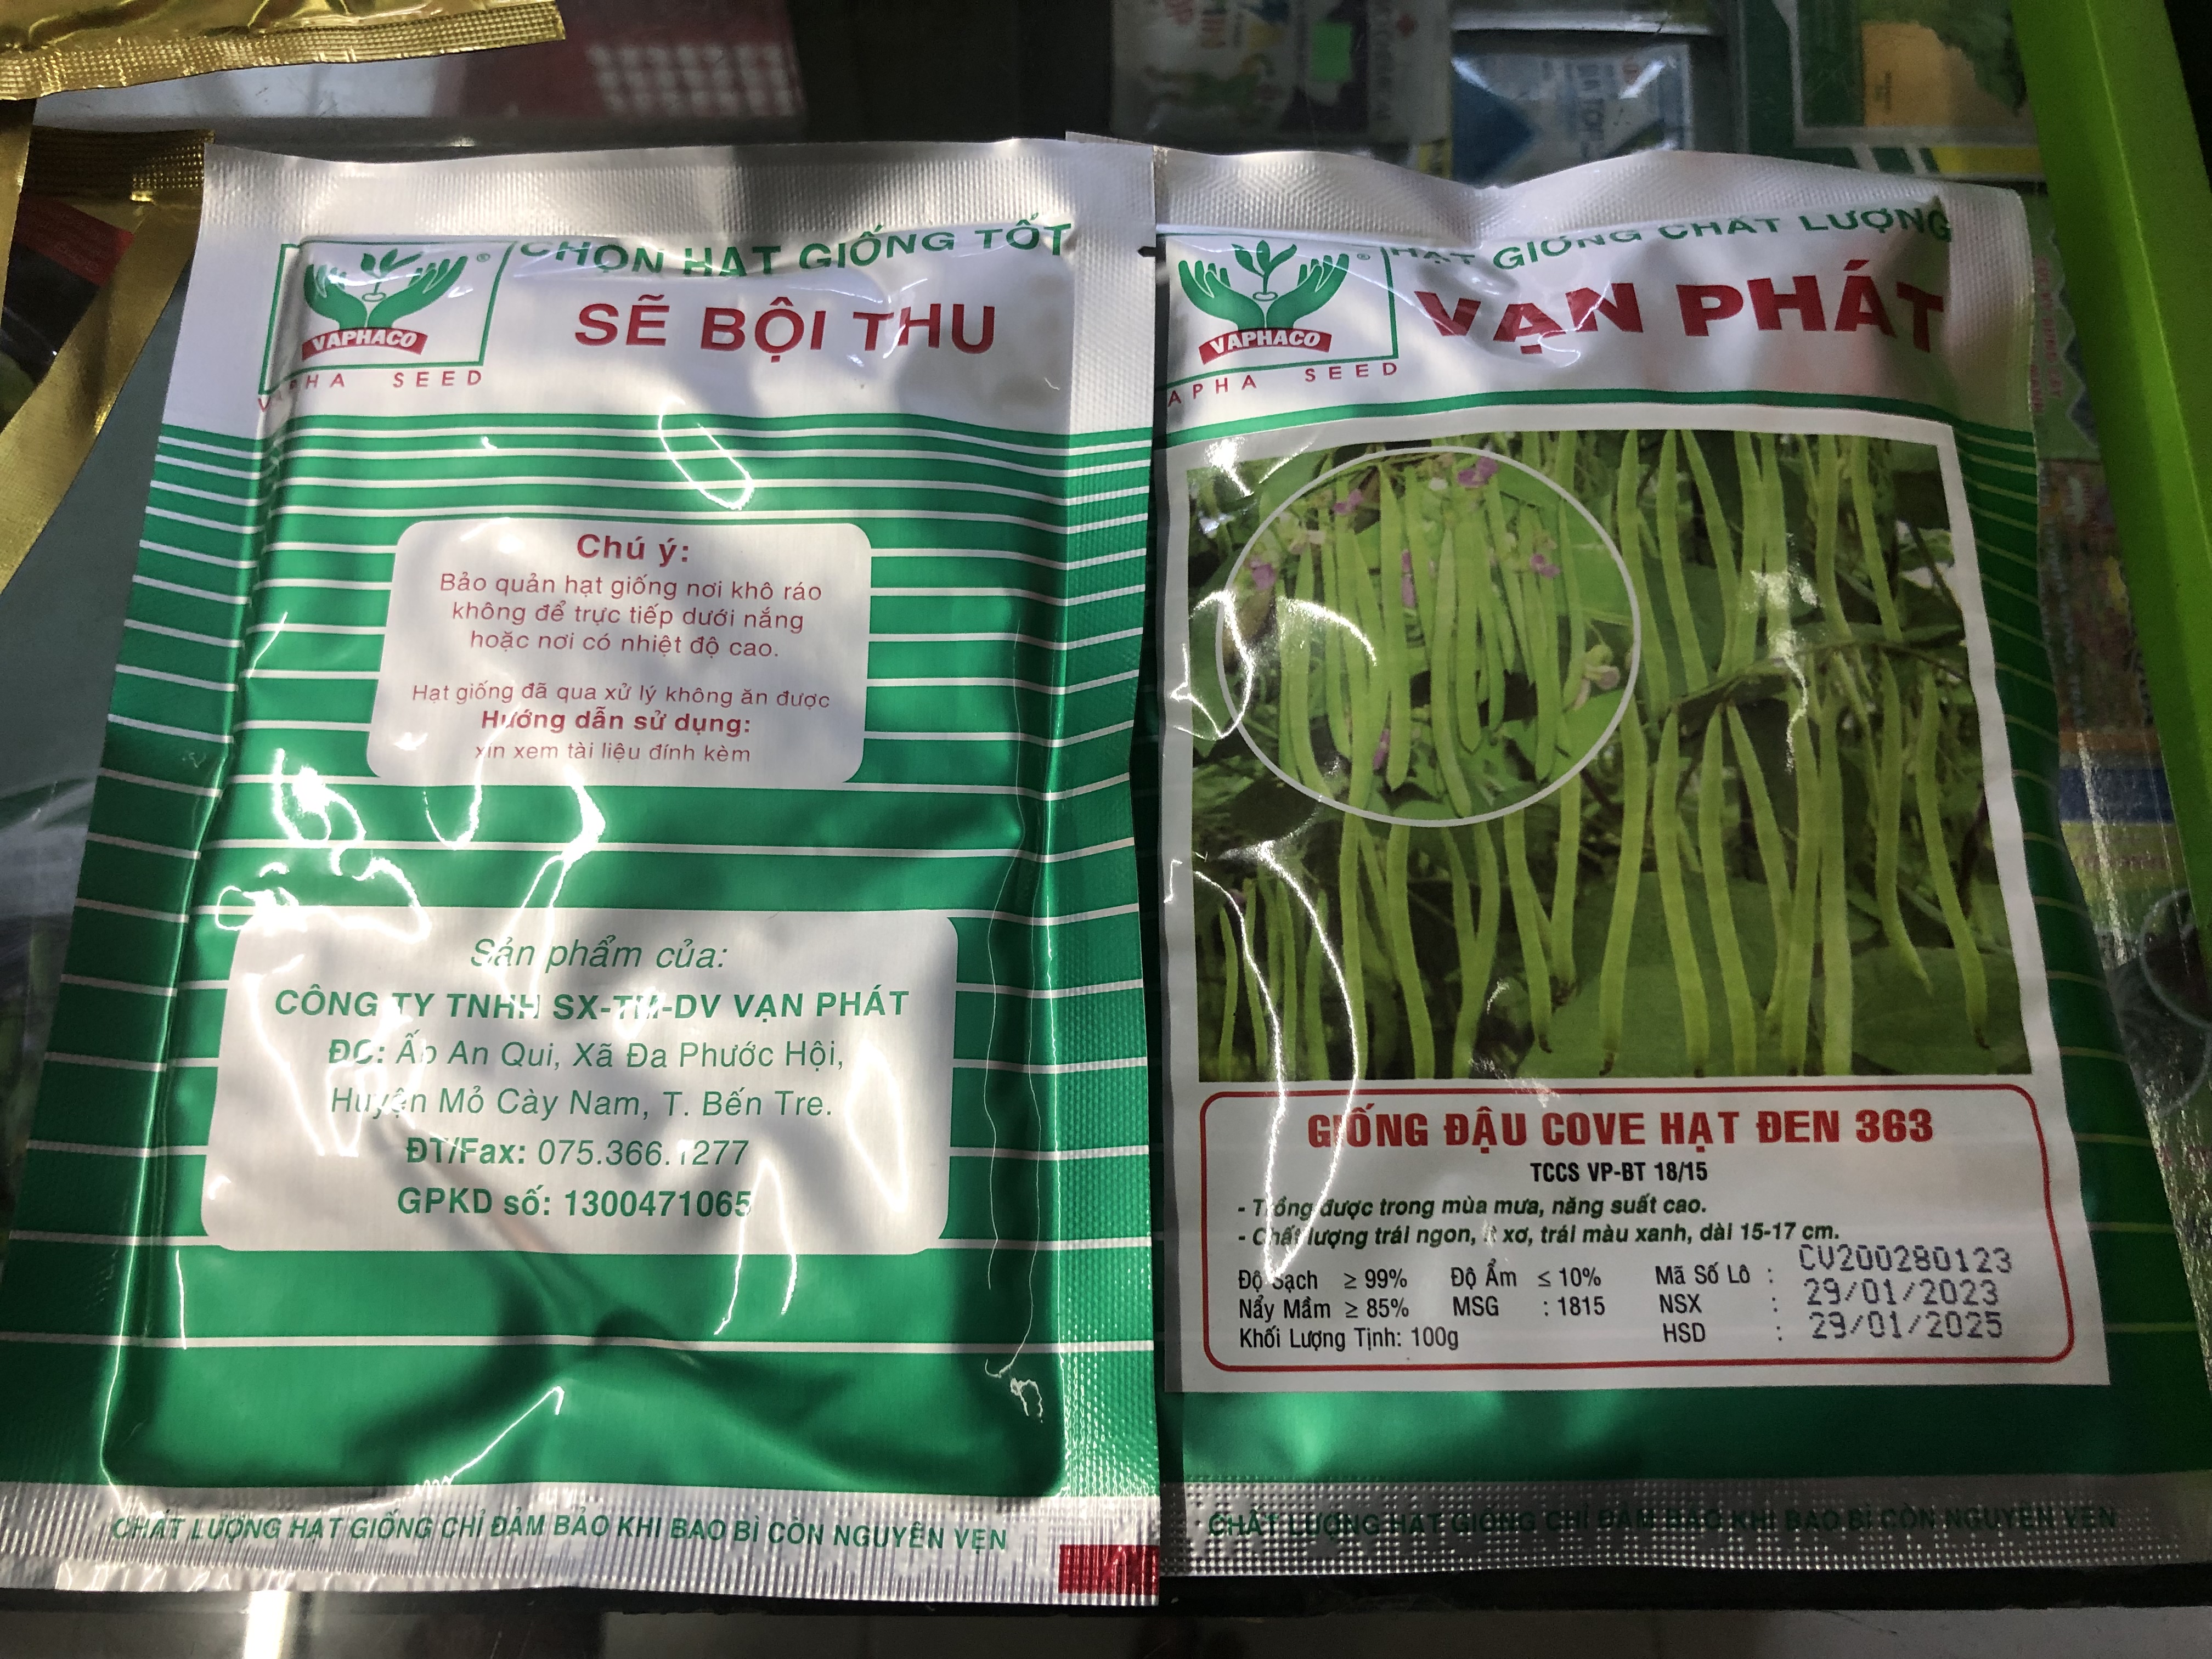 VAPHACO
®
SEED
CHỌN HẠT GIỐNG TỐT
SẼ BỘI THU
Chú ý:
Bảo quản hạt giống nơi khô ráo
không để trực tiếp dưới nắng
hoặc nơi có nhiệt độ cao.
Hạt giống đã qua xử lý không ăn được
Hướng dẫn sử dụng:
xin xem tài liệu đính kèm
Sản phẩm của:
CÔNG TY TNHH SX-TM-DV VẠN PHÁT
ĐC: Ấp An Qui, Xã Đa Phước Hội,
Huyện Mỏ Cày Nam, T. Bến Tre.
ĐT/Fax: 075.366.1277
GPKD số: 1300471065
CHẤT LƯỢNG HẠT GIỐNG CHỈ ĐẢM BẢO KHI BAO BÌ CÒN NGUYÊN VẸN
VAPHACO
®
APHA SEED
HẠT GIỐNG CHẤT LƯỢNG
VẠN PHÁT
GIỐNG ĐẬU COVE HẠT ĐEN 363
TCCS VP-BT 18/15
- Trồng được trong mùa mưa, năng suất cao.
- Chất lượng trái ngon, ít xơ, trái màu xanh, dài 15-17 cm.
Độ Sạch ≥ 99% Độ Ẩm ≤ 10% Mã Số Lô : CV200280123
Nẩy Mầm ≥ 85% MSG : 1815 NSX : 29/01/2023
Khối Lượng Tịnh: 100g HSD : 29/01/2025
CHẤT LƯỢNG HẠT GIỐNG CHỈ ĐẢM BẢO KHI BAO BÌ CÒN NGUYÊN VẸN